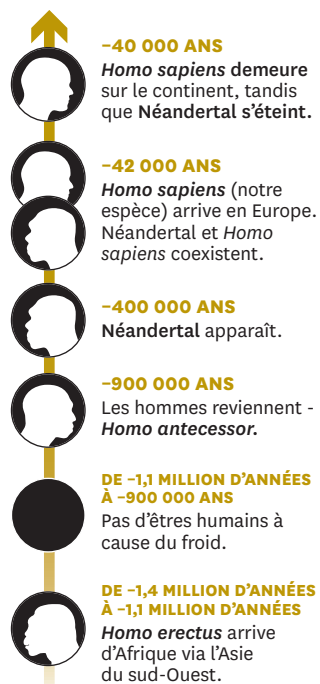 –40 000 ANS
Homo sapiens demeure
sur le continent, tandis
que Néandertal s’éteint.
–42 000 ANS
Homo sapiens (notre
espèce) arrive en Europe.
Néandertal et Homo
sapiens coexistent.
–400 000 ANS
Néandertal apparaît.
–900 000 ANS
Les hommes reviennent -
Homo antecessor.
DE –1,1 MILLION D’ANNÉES
À –900 000 ANS
Pas d’êtres humains à
cause du froid.
DE –1,4 MILLION D’ANNÉES
À –1,1 MILLION D’ANNÉES
Homo erectus arrive
d’Afrique via l’Asie
du sud-Ouest.